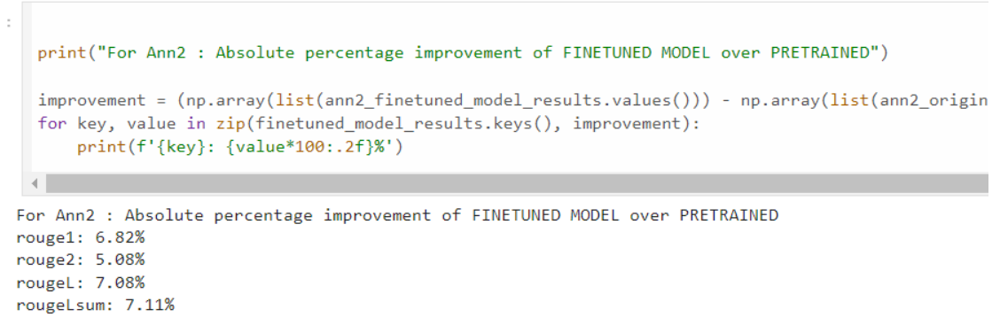 :
print("For Ann2 : Absolute percentage improvement of FINETUNED MODEL over PRETRAINED")
improvement = (np.array(list(ann2_finetuned_model_results.values())) - np.array(list(ann2_origin
for key, value in zip(finetuned_model_results.keys(), improvement):
    print(f'{key}: {value*100:.2f}%')
For Ann2 : Absolute percentage improvement of FINETUNED MODEL over PRETRAINED
rouge1: 6.82%
rouge2: 5.08%
rougeL: 7.08%
rougeLsum: 7.11%